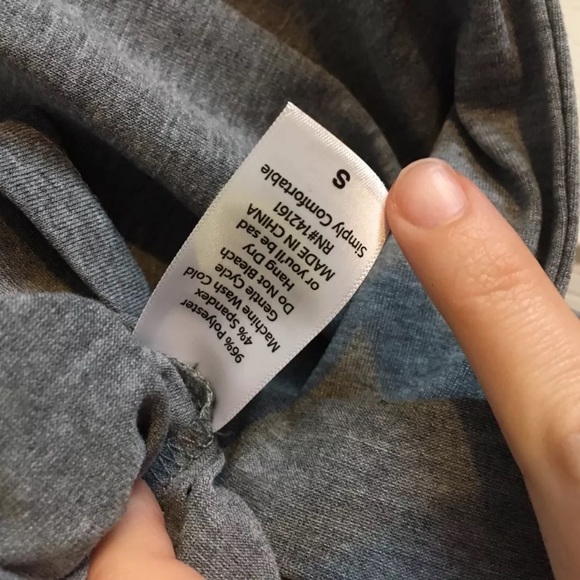 96% Polyester
4% Spandex
Machine Wash Cold
Gentle Cycle
Do Not Bleach
Hang Dry
or you'll be sad
MADE IN CHINA
RN#142161
Simply Comfortable
S